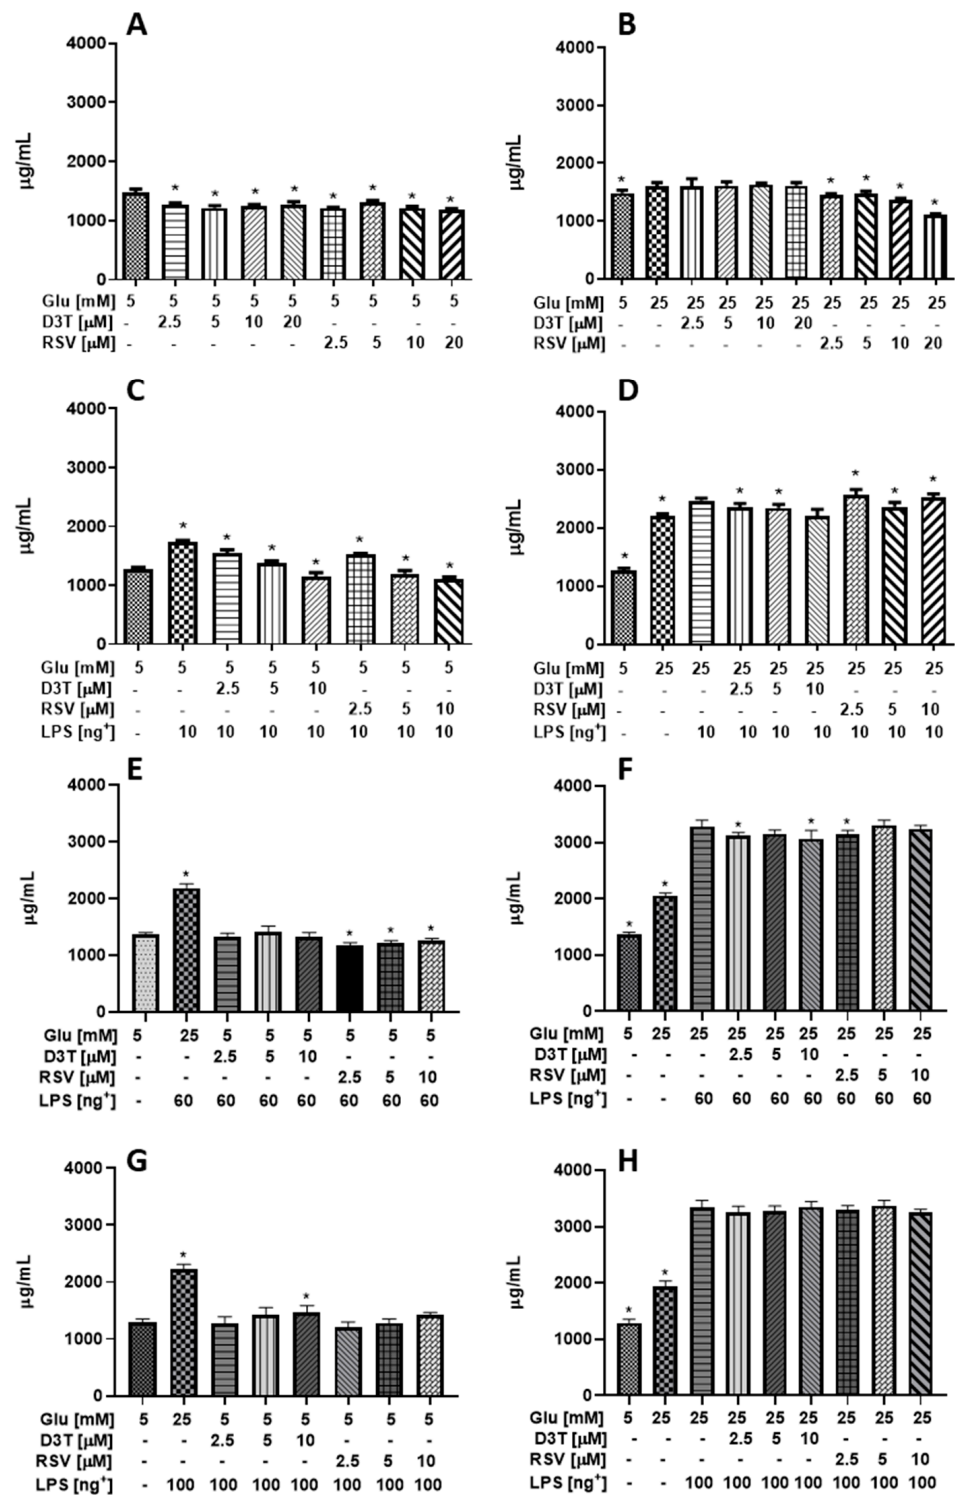 A
4000
3000
2000
1000
0
µg/mL
* * * * * * * *
Glu [mM] 5 5 5 5 5 5 5 5 5
D3T [µM] - 2.5 5 10 20 - - - -
RSV [µM] - - - - - 2.5 5 10 20
B
4000
3000
2000
1000
0
µg/mL
* * * * *
Glu [mM] 5 25 25 25 25 25 25 25 25 25
D3T [µM] - - 2.5 5 10 20 - - - -
RSV [µM] - - - - - - 2.5 5 10 20
C
4000
3000
2000
1000
0
µg/mL
* * * * * * *
Glu [mM] 5 5 5 5 5 5 5 5
D3T [µM] - - 2.5 5 10 - - -
RSV [µM] - - - - - 2.5 5 10
LPS [ng⁺] - 10 10 10 10 10 10 10
D
4000
3000
2000
1000
0
µg/mL
* * * * * * *
Glu [mM] 5 25 25 25 25 25 25 25 25
D3T [µM] - - - 2.5 5 10 - - -
RSV [µM] - - - - - - 2.5 5 10
LPS [ng⁺] - - 10 10 10 10 10 10 10
E
4000
3000
2000
1000
0
µg/mL
* * * *
Glu [mM] 5 25 5 5 5 5 5 5
D3T [µM] - - 2.5 5 10 - - -
RSV [µM] - - - - - 2.5 5 10
LPS [ng⁺] - 60 60 60 60 60 60 60
F
4000
3000
2000
1000
0
µg/mL
* * * * *
Glu [mM] 5 25 25 25 25 25 25 25 25
D3T [µM] - - - 2.5 5 10 - - -
RSV [µM] - - - - - - 2.5 5 10
LPS [ng⁺] - - 60 60 60 60 60 60 60
G
4000
3000
2000
1000
0
µg/mL
* *
Glu [mM] 5 25 5 5 5 5 5 5
D3T [µM] - - 2.5 5 10 - - -
RSV [µM] - - - - - 2.5 5 10
LPS [ng⁺] - 100 100 100 100 100 100 100
H
4000
3000
2000
1000
0
µg/mL
* *
Glu [mM] 5 25 25 25 25 25 25 25 25
D3T [µM] - - - 2.5 5 10 - - -
RSV [µM] - - - - - - 2.5 5 10
LPS [ng⁺] - - 100 100 100 100 100 100 100